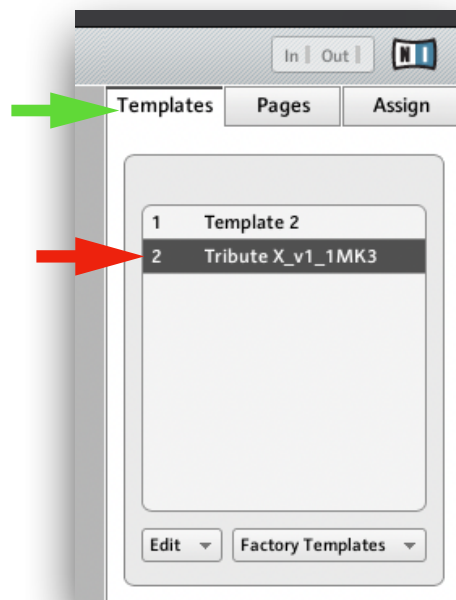 In Out NI
Templates Pages Assign
1 Template 2
2 Tribute X_v1_1MK3
Edit Factory Templates